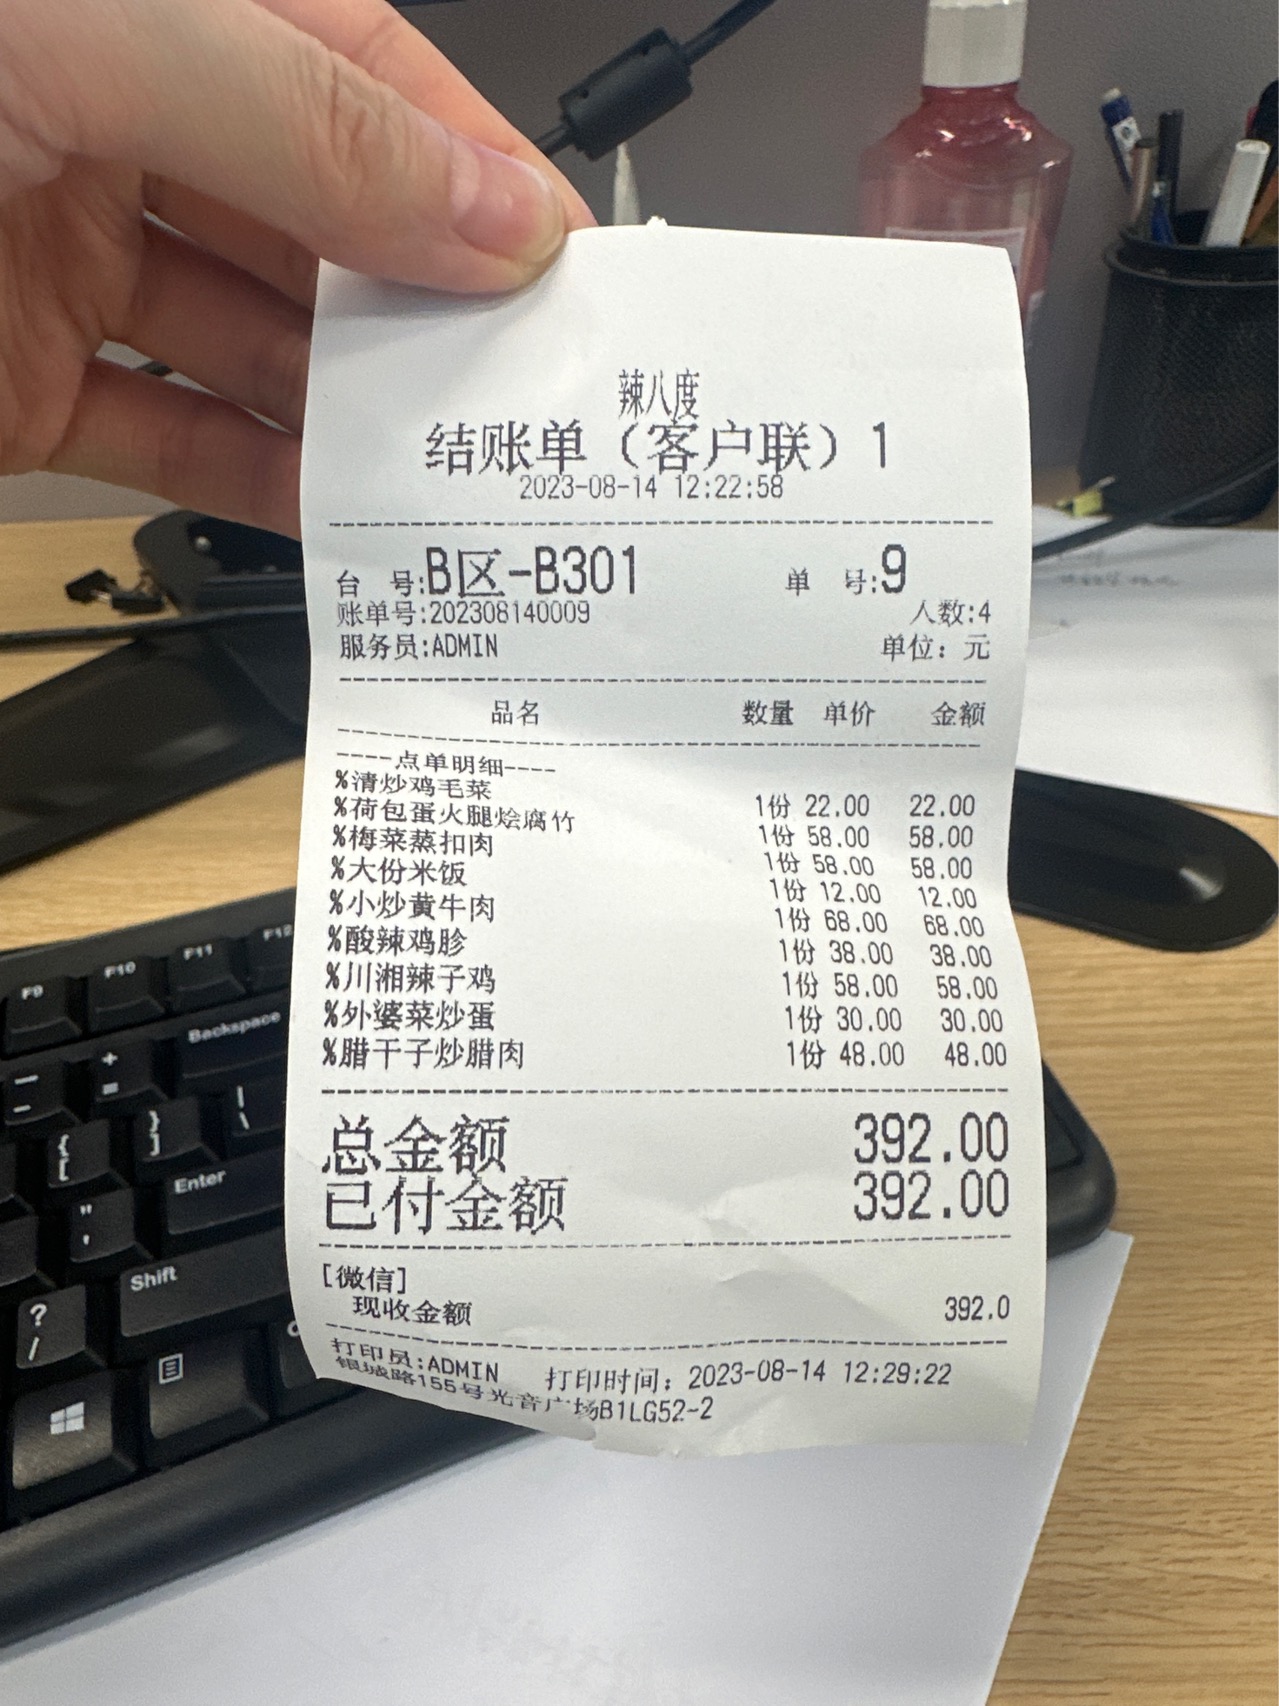 辣八度
结账单（客户联）1
2023-08-14 12:22:58
台 号:B区-B301 单 号:9
账单号:202308140009 人数:4
服务员:ADMIN 单位：元
品名 数量 单价 金额
----点单明细----
%清炒鸡毛菜 1份 22.00 22.00
%荷包蛋火腿烩腐竹 1份 58.00 58.00
%梅菜蒸扣肉 1份 58.00 58.00
%大份米饭 1份 12.00 12.00
%小炒黄牛肉 1份 68.00 68.00
%酸辣鸡胗 1份 38.00 38.00
%川湘辣子鸡 1份 58.00 58.00
%外婆菜炒蛋 1份 30.00 30.00
%腊干子炒腊肉 1份 48.00 48.00
总金额 392.00
已付金额 392.00
[微信]
现收金额 392.0
打印员:ADMIN 打印时间：2023-08-14 12:29:22
银城路155号光音广场B1LG52-2
F9 F10 F11 F12
Backspace
— - + =
{ [ } ] | \
" ' Enter
? / Shift